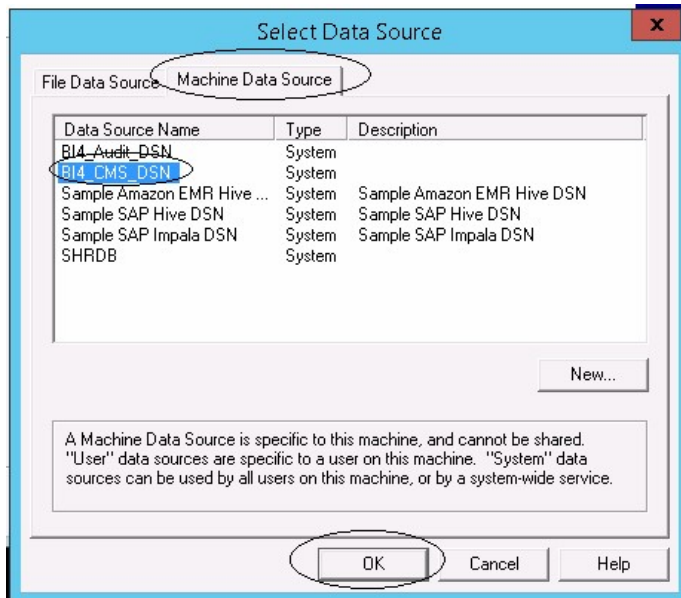 Select Data Source
x
File Data Source Machine Data Source
Data Source Name Type Description
BI4_Audit_DSN System
BI4_CMS_DSN System
Sample Amazon EMR Hive ... System Sample Amazon EMR Hive DSN
Sample SAP Hive DSN System Sample SAP Hive DSN
Sample SAP Impala DSN System Sample SAP Impala DSN
SHRDB System
New...
A Machine Data Source is specific to this machine, and cannot be shared.
"User" data sources are specific to a user on this machine. "System" data
sources can be used by all users on this machine, or by a system-wide service.
OK Cancel Help